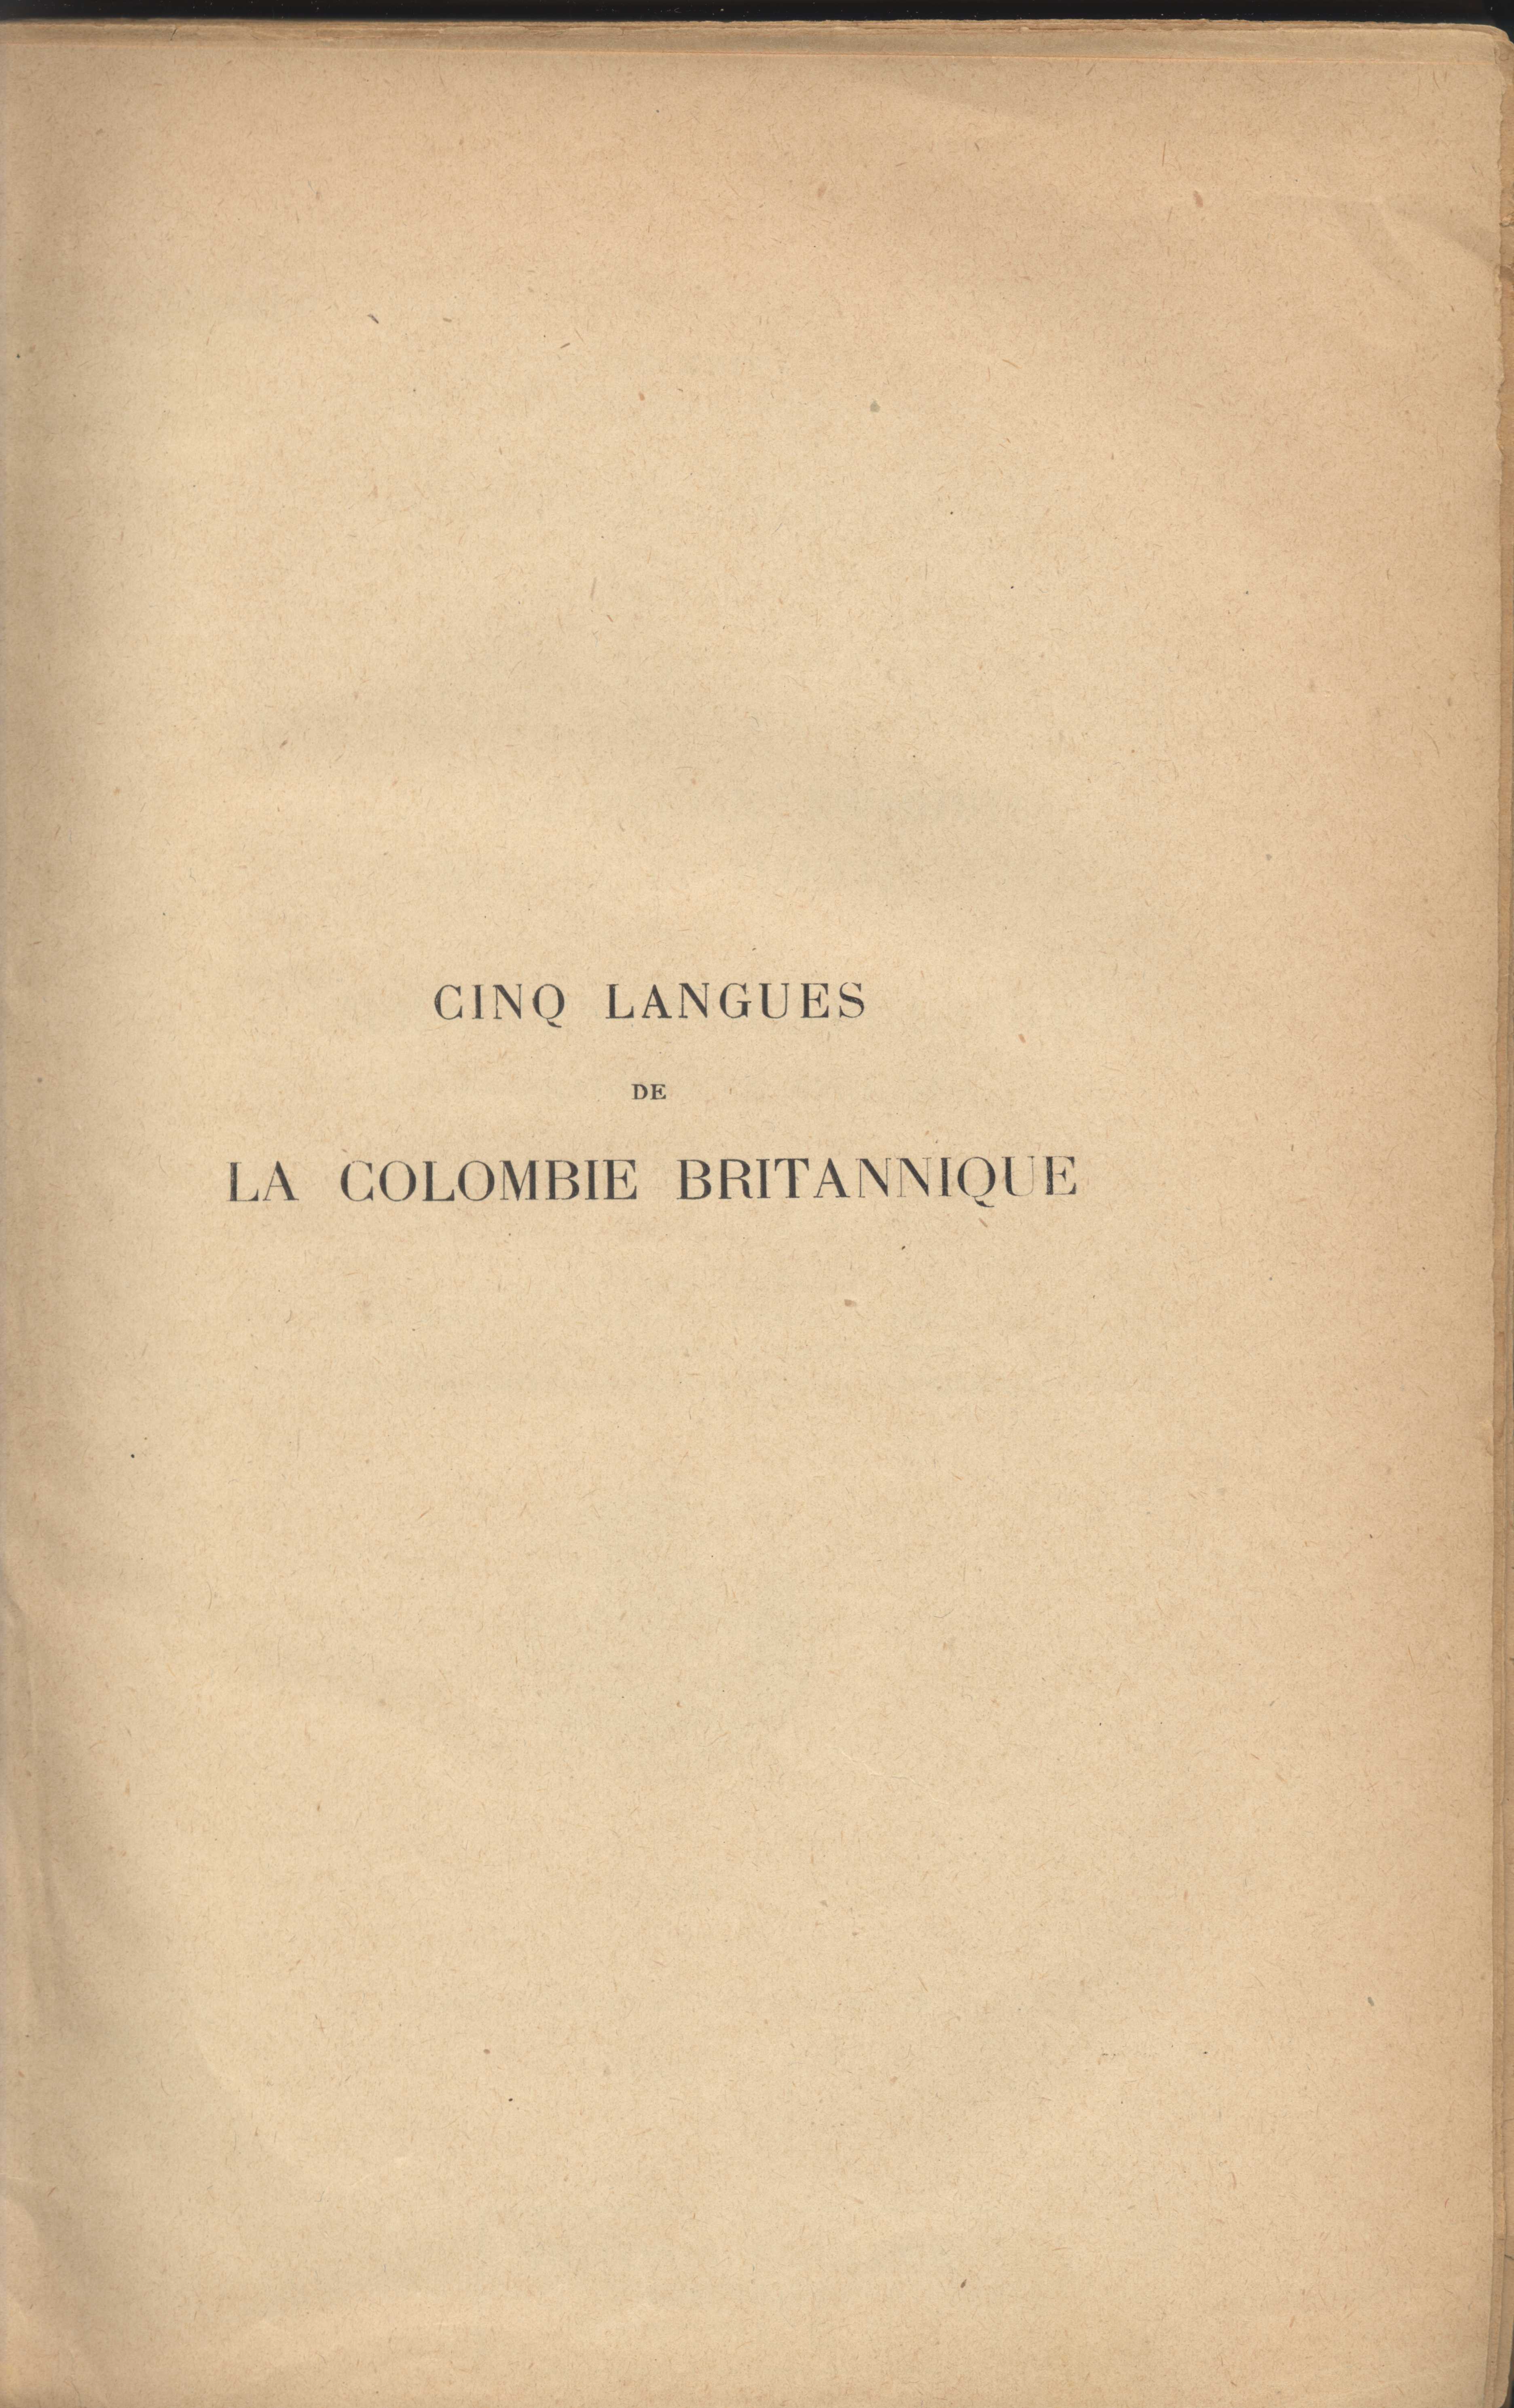 CINQ LANGUES
DE
LA COLOMBIE BRITANNIQUE